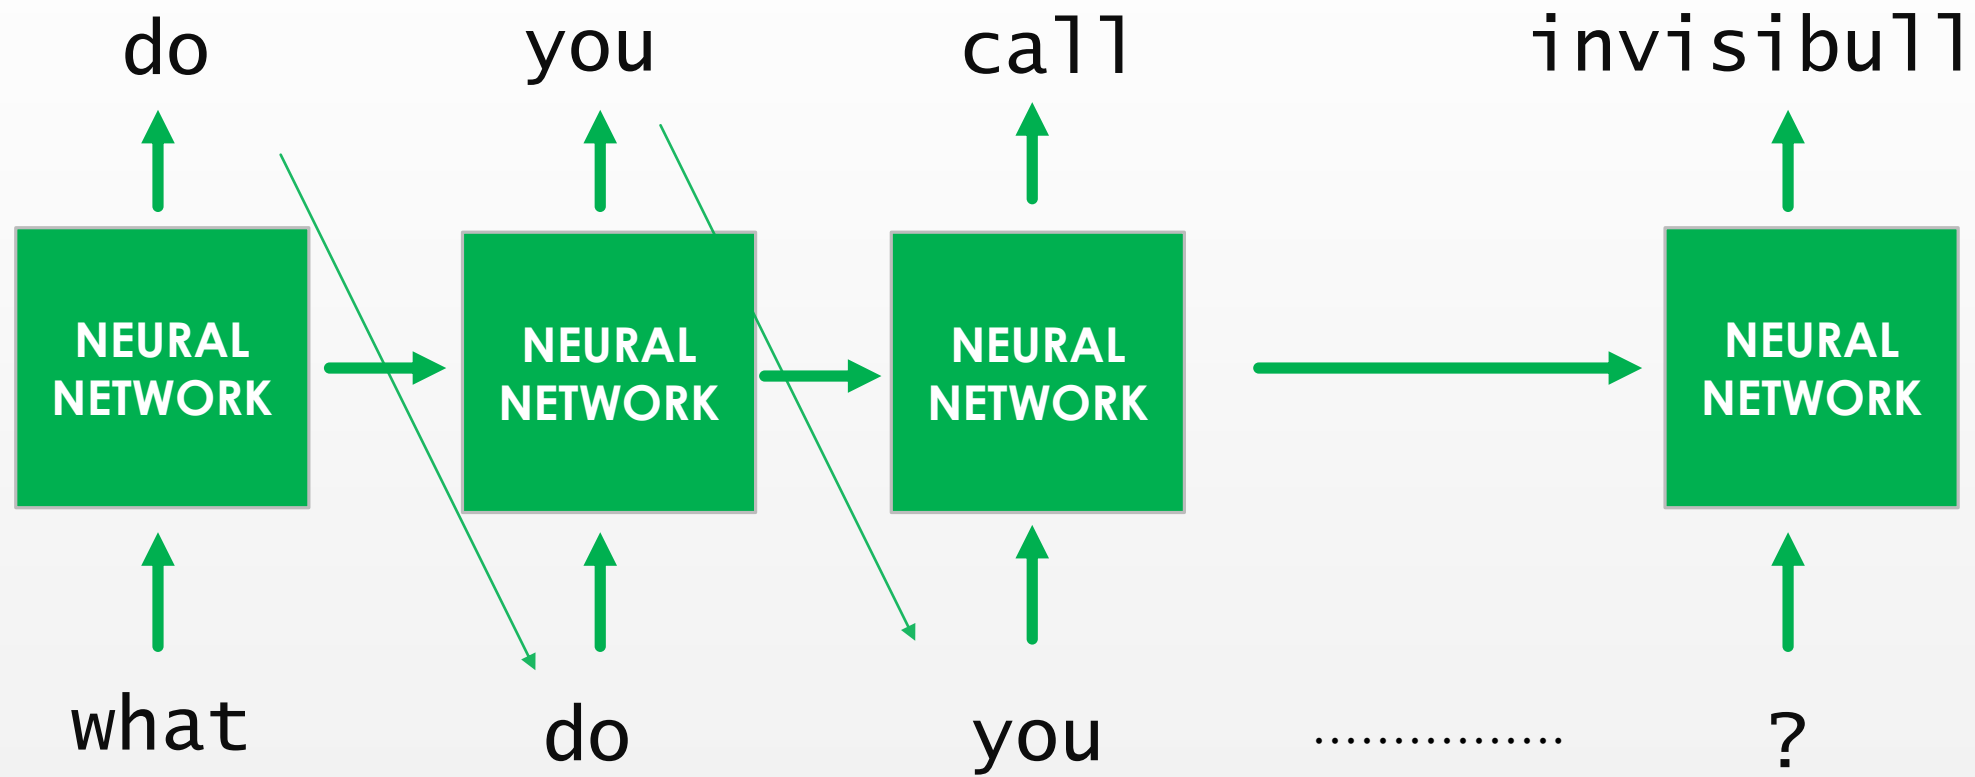 do you call invisibull
NEURAL NETWORK
NEURAL NETWORK
NEURAL NETWORK
NEURAL NETWORK
what do you ................ ?